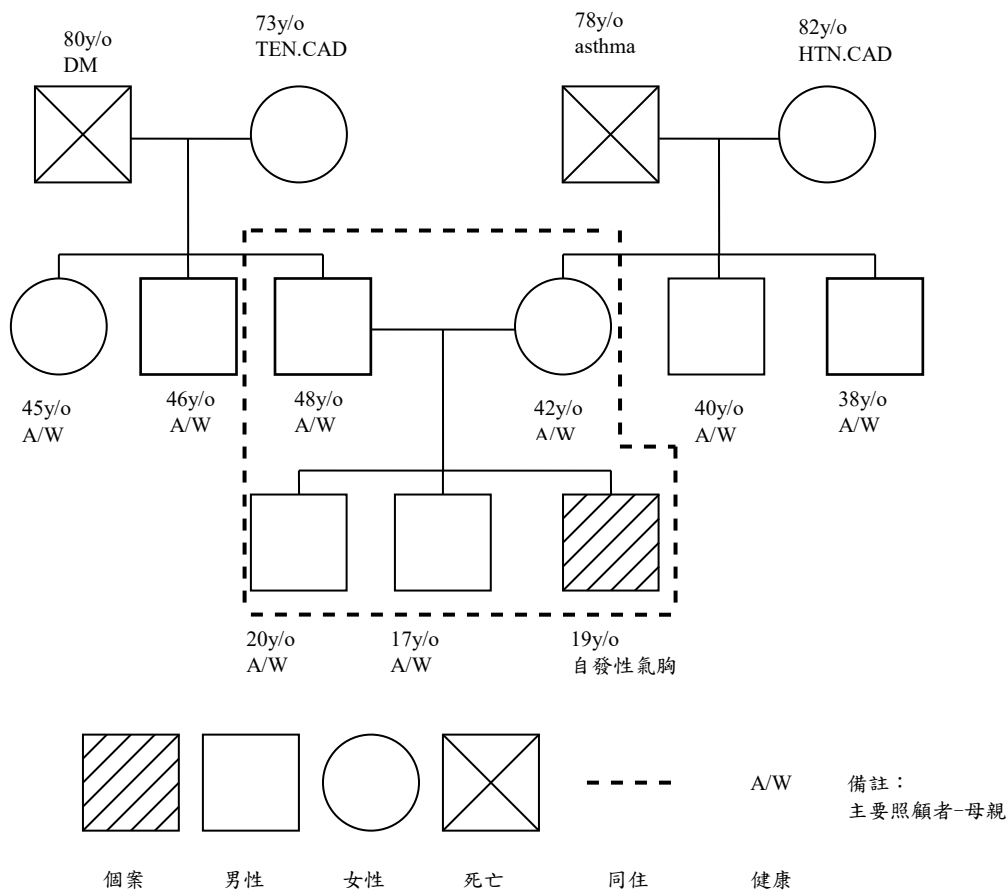 80y/o
DM
73y/o
TEN.CAD
78y/o
asthma
82y/o
HTN.CAD
45y/o
A/W
46y/o
A/W
48y/o
A/W
42y/o
A/W
40y/o
A/W
38y/o
A/W
20y/o
A/W
17y/o
A/W
19y/o
自發性氣胸
A/W
備註：
主要照顧者-母親
個案
男性
女性
死亡
同住
健康